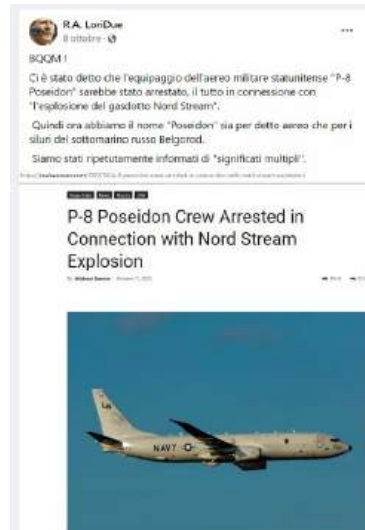 R.A. LoriDue
8 ottobre
BOOM !
Ci è stato detto che l'equipaggio dell'aereo militare statunitense "P-8
Poseidon" sarebbe stato arrestato, il tutto in connessione con
"l'esplosione del gasdotto Nord Stream".
Quindi ora abbiamo il nome "Poseidon" sia per detto aereo che per i
siluri del sottomarino russo Belgorod.
Siamo stati ripetutamente informati di "significati multipli".
P-8 Poseidon Crew Arrested in
Connection with Nord Stream
Explosion
NAVY